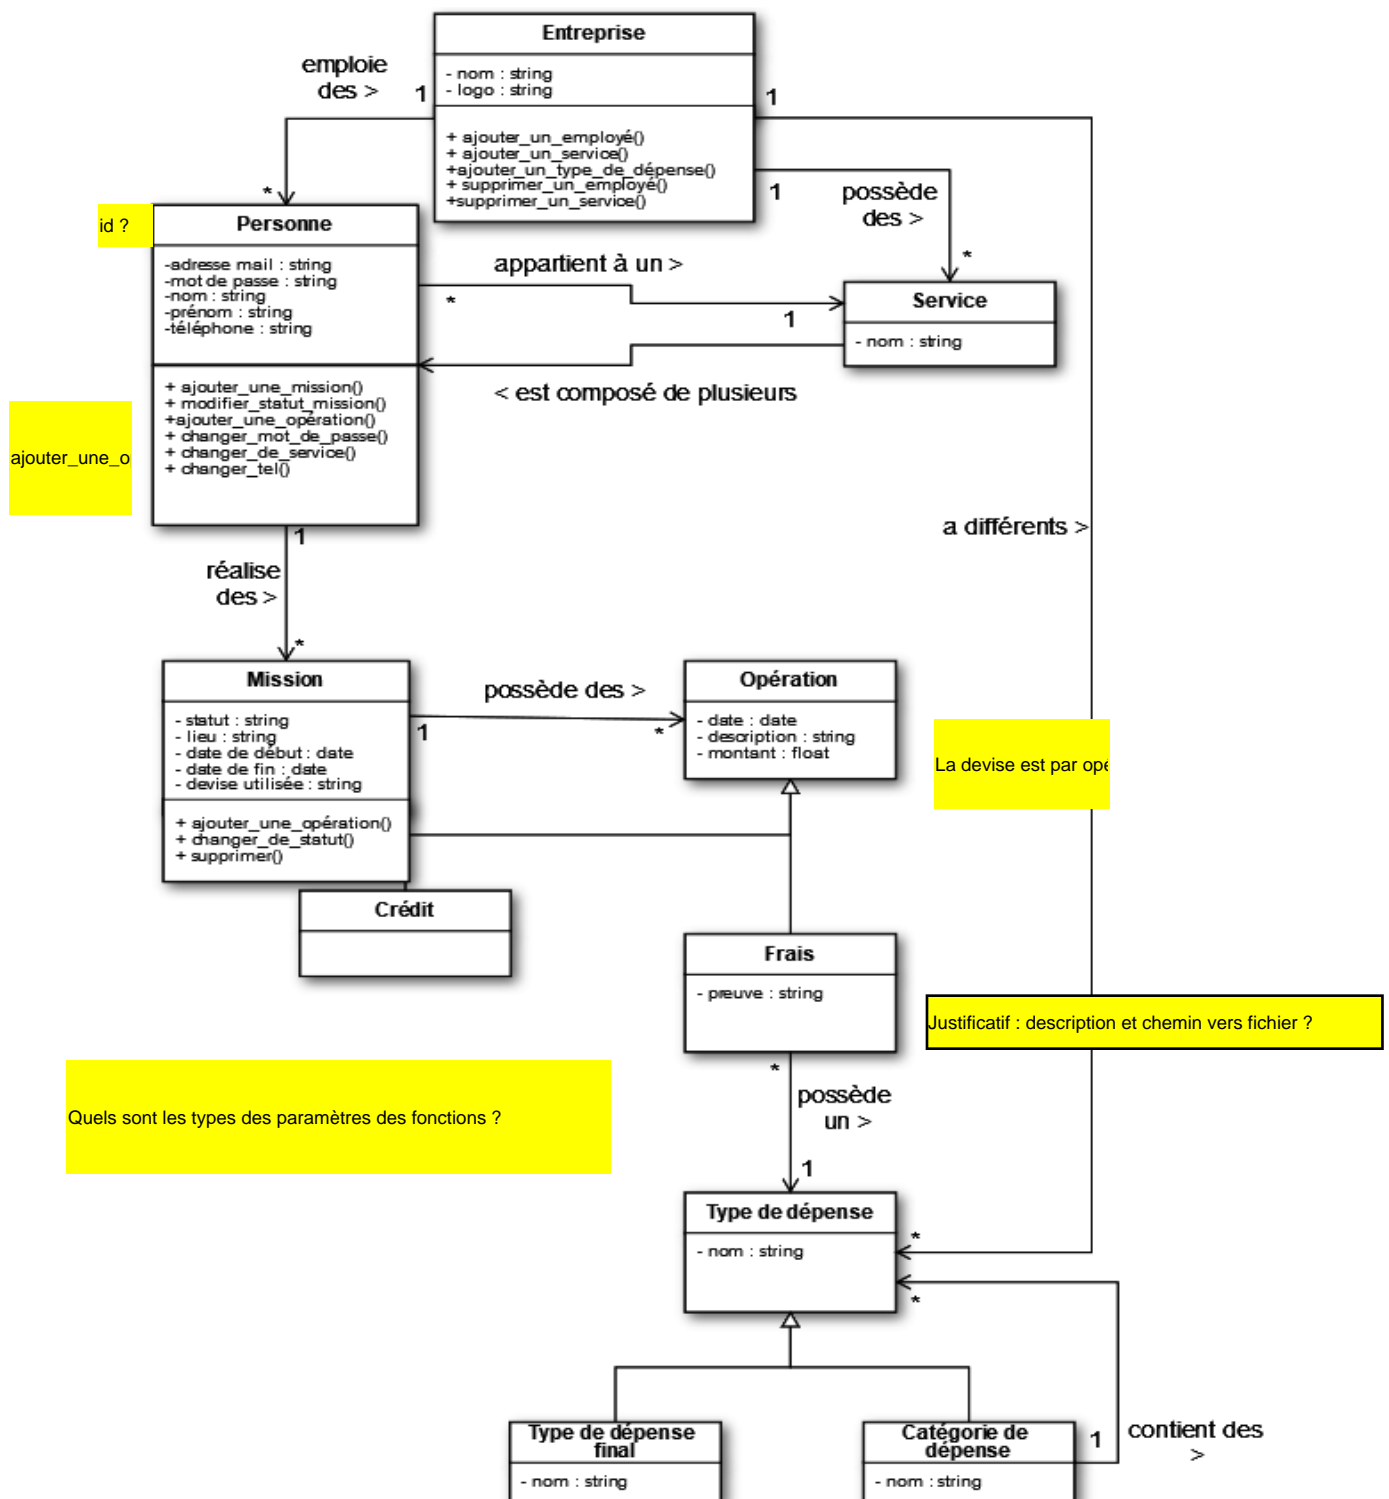 Entreprise
- nom : string
- logo : string
+ ajouter_un_employé()
+ ajouter_un_service()
+ajouter_un_type_de_dépense()
+ supprimer_un_employé()
+supprimer_un_service()
emploie
des >
1
1
1
possède
des >
*
*
id ?
Personne
-adresse mail : string
-mot de passe : string
-nom : string
-prénom : string
-téléphone : string
+ ajouter_une_mission()
+ modifier_statut_mission()
+ajouter_une_opération()
+ changer_mot_de_passe()
+ changer_de_service()
+ changer_tel()
ajouter_une_o
appartient à un >
*
1
Service
- nom : string
< est composé de plusieurs
a différents >
1
réalise
des >
*
Mission
- statut : string
- lieu : string
- date de début : date
- date de fin : date
- devise utilisée : string
+ ajouter_une_opération()
+ changer_de_statut()
+ supprimer()
possède des >
1
*
Opération
- date : date
- description : string
- montant : float
La devise est par opé
Crédit
Frais
- preuve : string
Justificatif : description et chemin vers fichier ?
Quels sont les types des paramètres des fonctions ?
*
possède
un >
1
Type de dépense
- nom : string
*
*
Type de dépense
final
- nom : string
Catégorie de
dépense
- nom : string
1
contient des
>